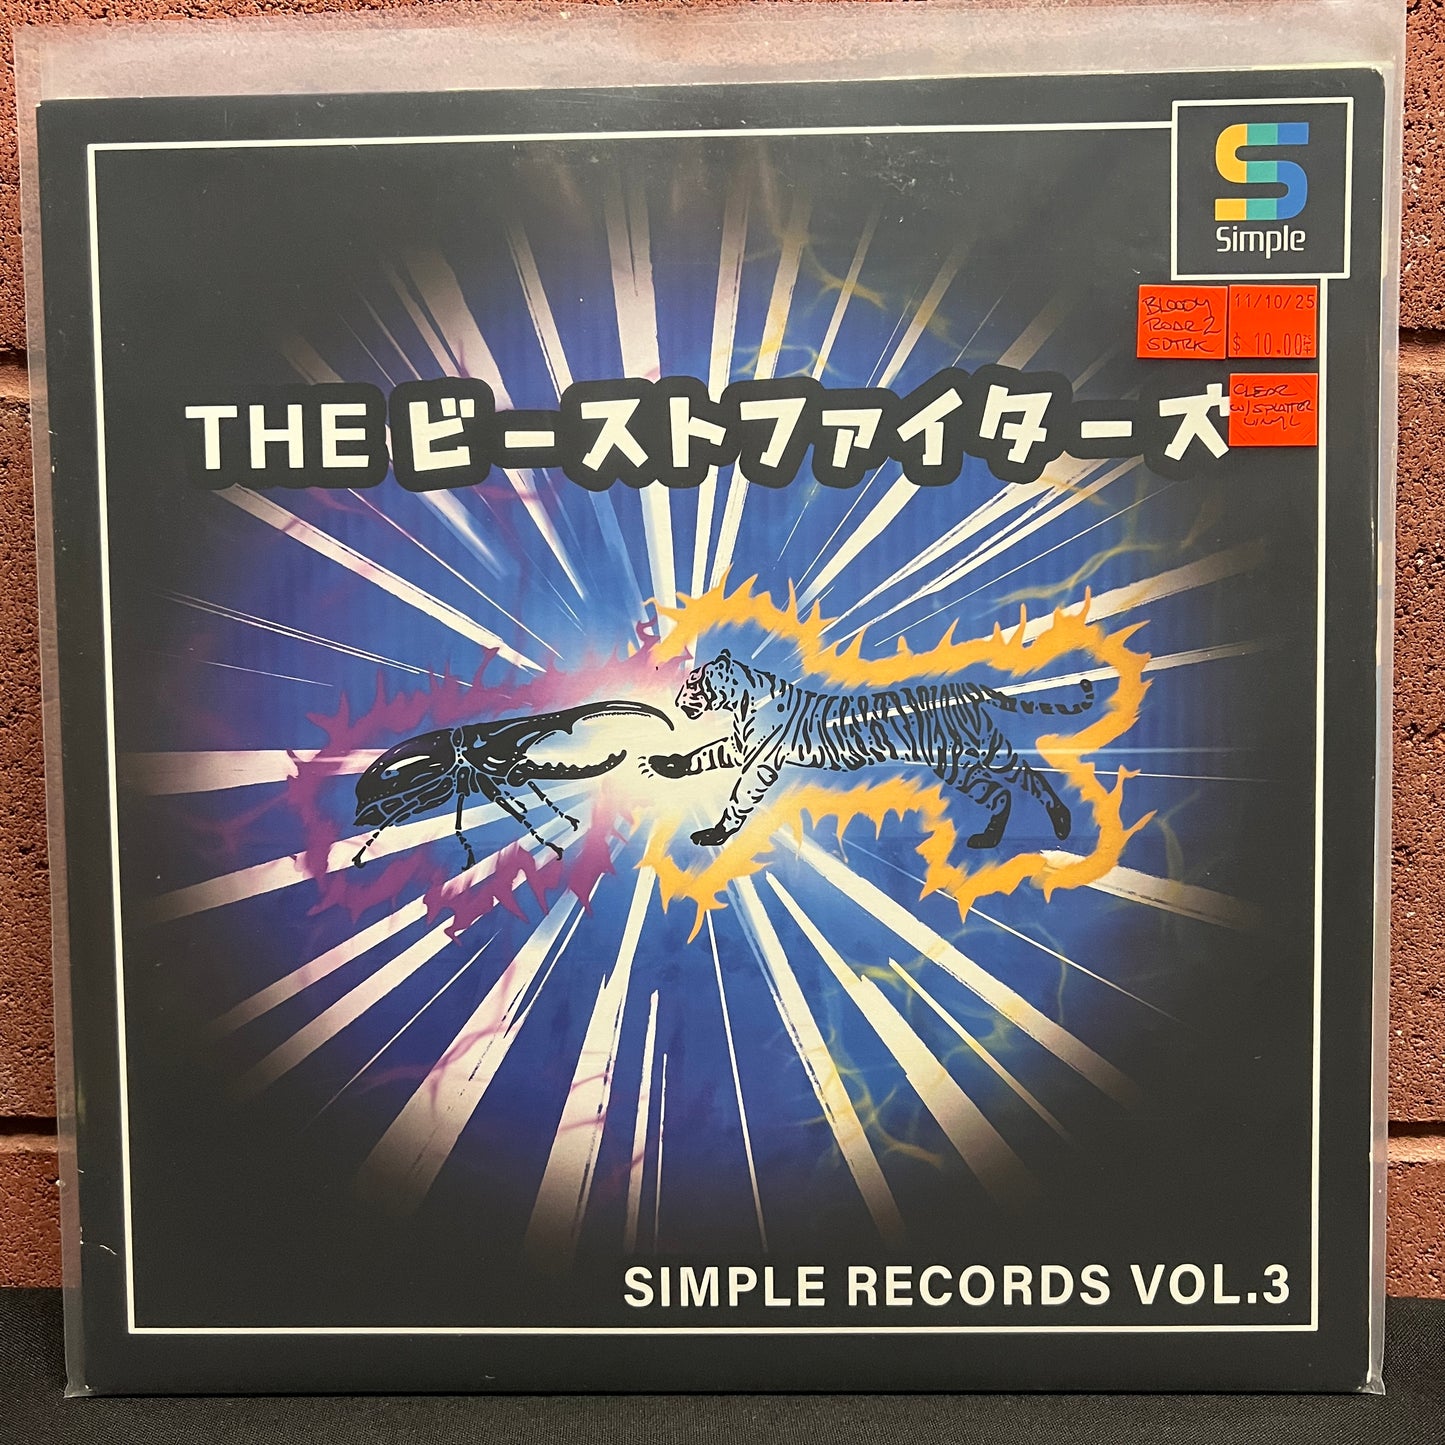 Simple
BLOODY
ROAR 2
SDTRK
11/10/25
$ 10.00
CLEAR
W/SPLATTER
VINYL
THE ビーストファイターズ
SIMPLE RECORDS VOL.3